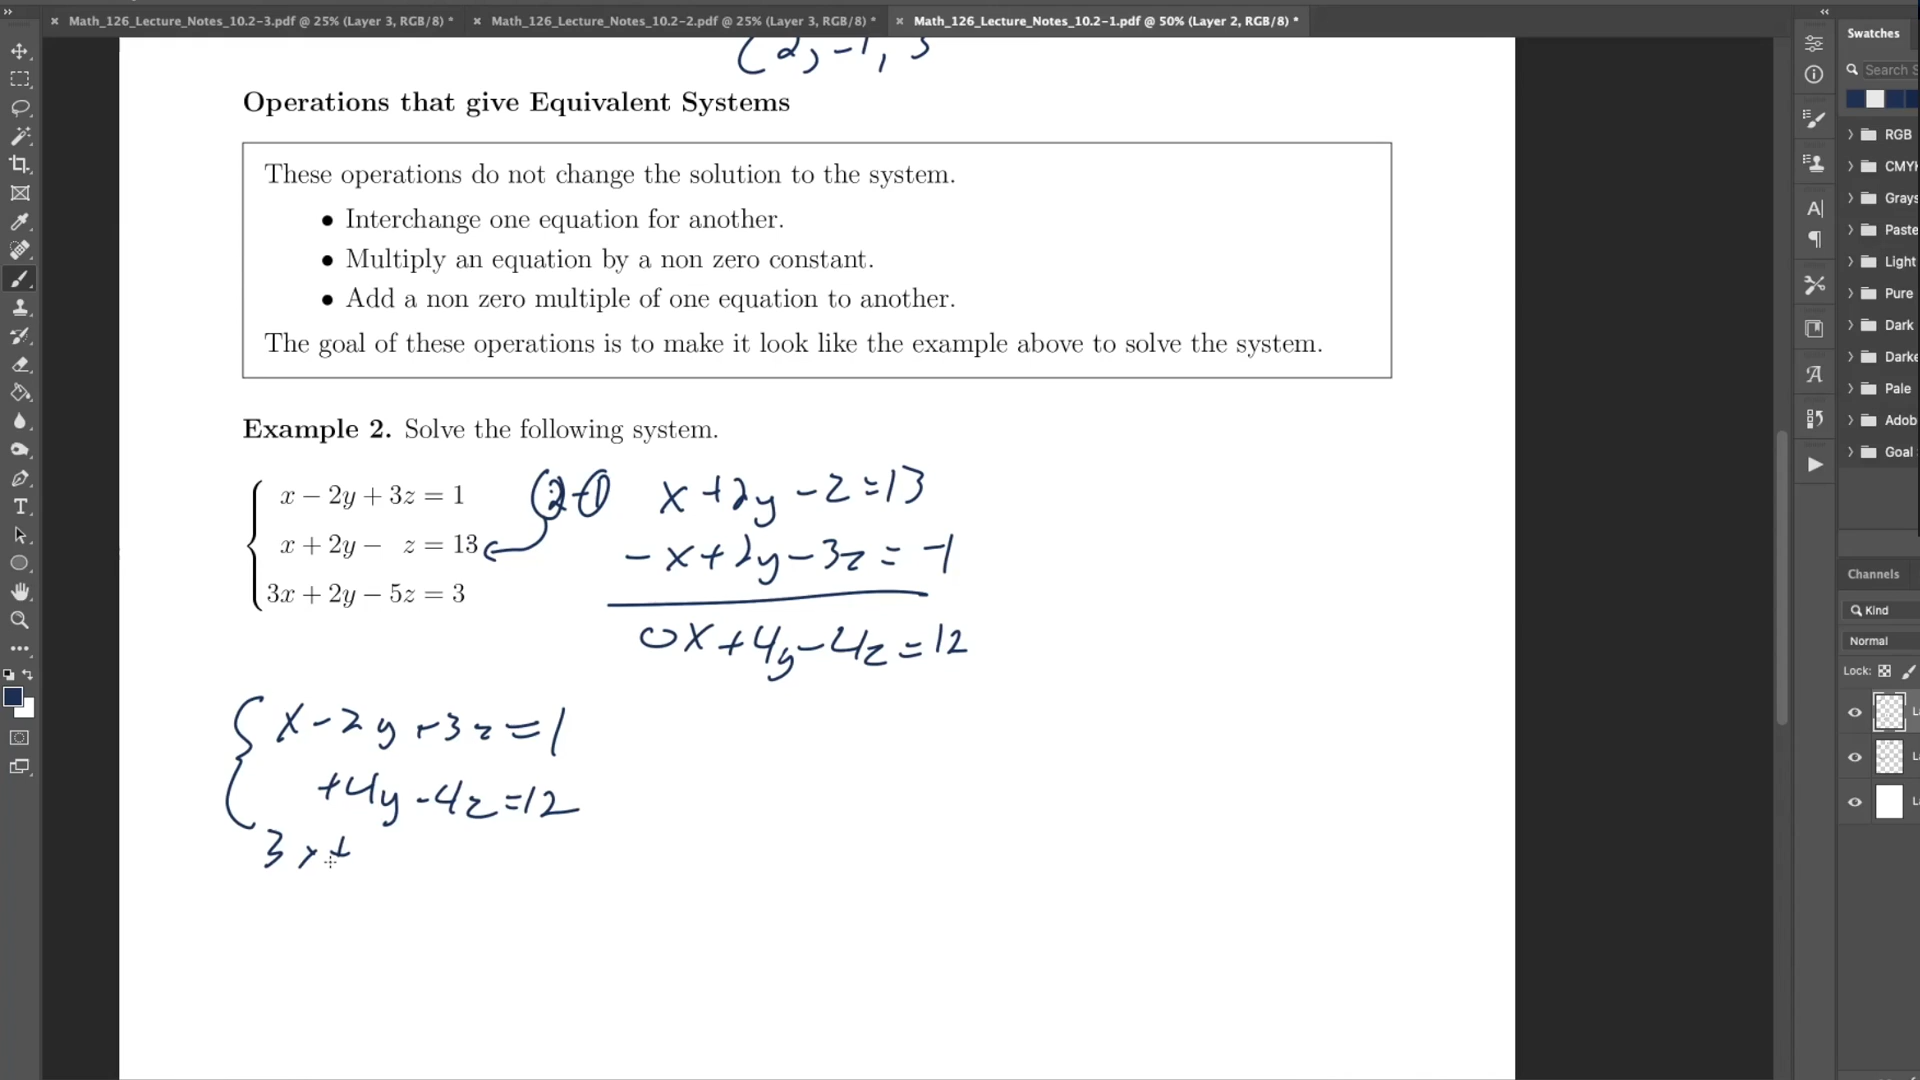 Math_126_Lecture_Notes_10.2-3.pdf @ 25% (Layer 3, RGB/8) *
Math_126_Lecture_Notes_10.2-2.pdf @ 25% (Layer 3, RGB/8) *
Math_126_Lecture_Notes_10.2-1.pdf @ 50% (Layer 2, RGB/8) *
Swatches
Search S
(2, -1, 3
Operations that give Equivalent Systems
These operations do not change the solution to the system.
• Interchange one equation for another.
• Multiply an equation by a non zero constant.
• Add a non zero multiple of one equation to another.
The goal of these operations is to make it look like the example above to solve the system.
Example 2. Solve the following system.
x − 2y + 3z = 1
x + 2y − z = 13
3x + 2y − 5z = 3
②-① x+2y-z=13
-x+2y-3z=-1
0x+4y-4z=12
x-2y+3z=1
+4y-4z=12
3x+
RGB
CMYK
Grays
Paste
Light
Pure
Dark
Darke
Pale
Adob
Goal
Channels
Kind
Normal
Lock: